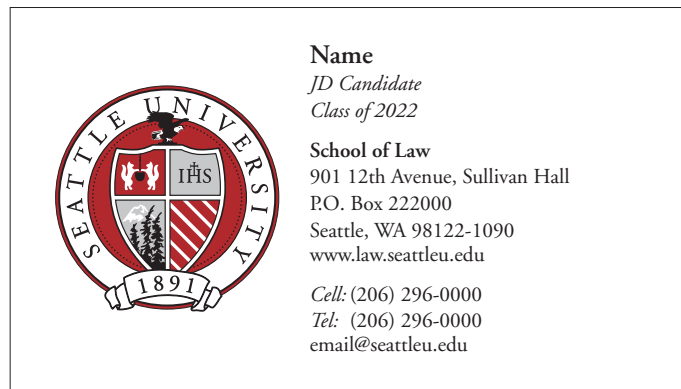 SEATTLE UNIVERSITY
IHS
1891
Name
JD Candidate
Class of 2022
School of Law
901 12th Avenue, Sullivan Hall
P.O. Box 222000
Seattle, WA 98122-1090
www.law.seattleu.edu
Cell: (206) 296-0000
Tel: (206) 296-0000
email@seattleu.edu